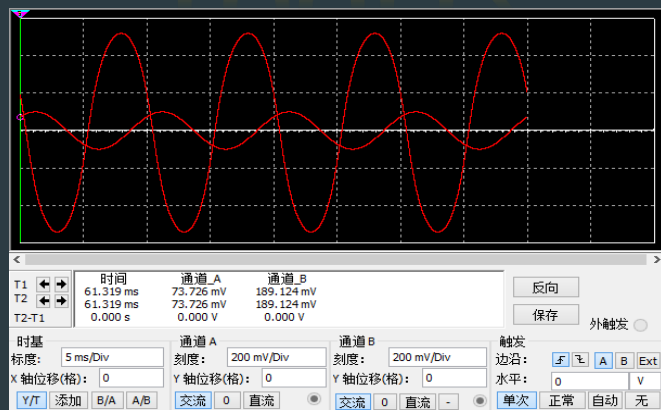 时间 通道_A 通道_B
T1 61.319 ms 73.726 mV 189.124 mV
T2 61.319 ms 73.726 mV 189.124 mV
T2-T1 0.000 s 0.000 V 0.000 V
反向
保存
外触发
时基 通道 A 通道 B 触发
标度: 5 ms/Div 刻度: 200 mV/Div 刻度: 200 mV/Div 边沿: A B Ext
X 轴位移(格): 0 Y 轴位移(格): 0 Y 轴位移(格): 0 水平: 0 V
Y/T 添加 B/A A/B 交流 0 直流 交流 0 直流 - 单次 正常 自动 无